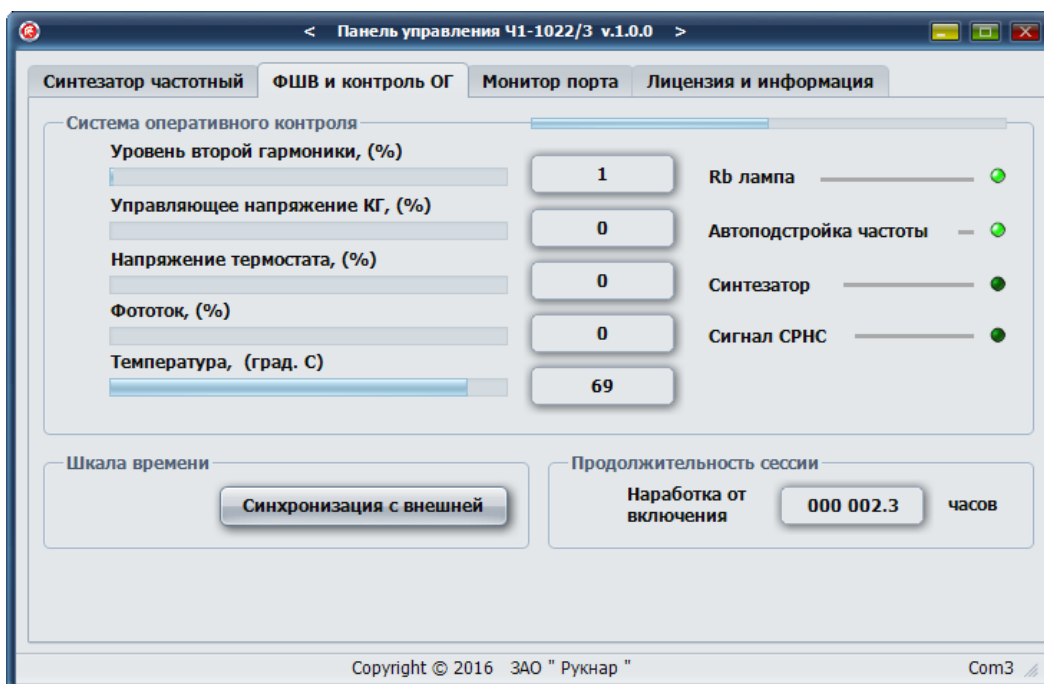 < Панель управления Ч1-1022/3 v.1.0.0 >
Синтезатор частотный ФШВ и контроль ОГ Монитор порта Лицензия и информация
Система оперативного контроля
Уровень второй гармоники, (%)
1
Rb лампа
Управляющее напряжение КГ, (%)
0
Автоподстройка частоты
Напряжение термостата, (%)
0
Синтезатор
Фототок, (%)
0
Сигнал СРНС
Температура, (град. С)
69
Шкала времени
Синхронизация с внешней
Продолжительность сессии
Наработка от
включения
000 002.3
часов
Copyright © 2016 ЗАО " Рукнар "
Com3